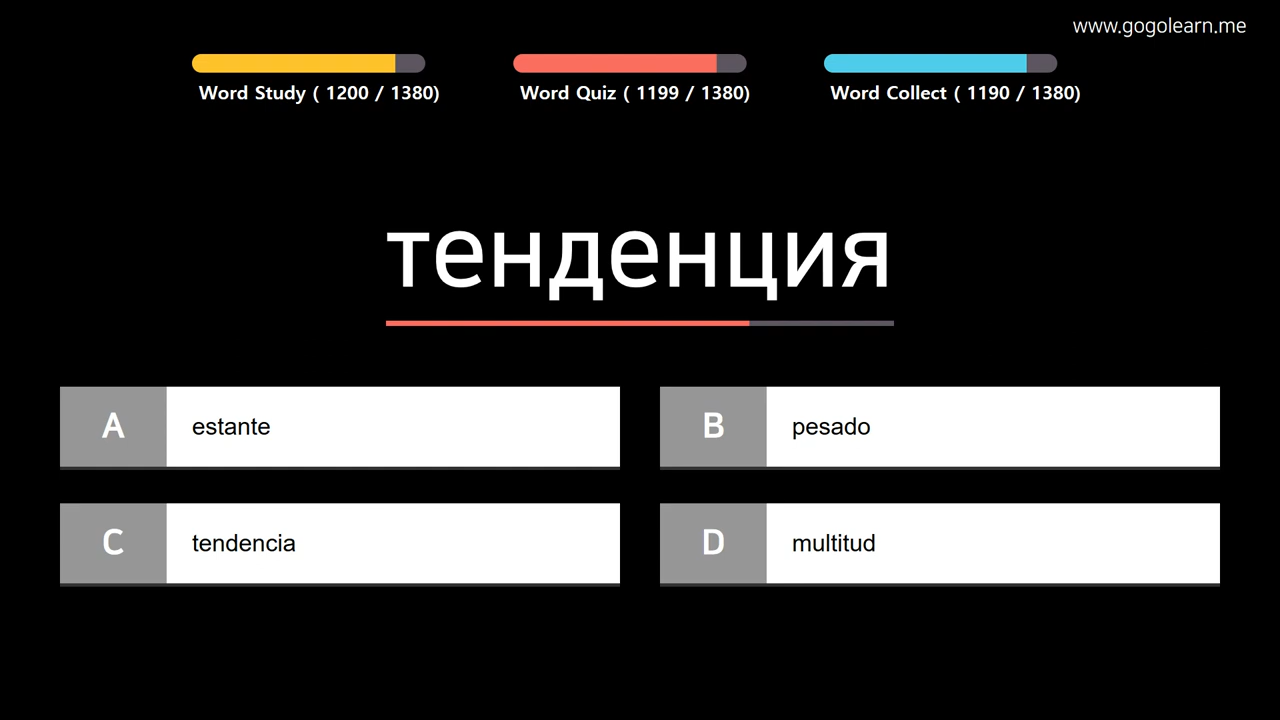 www.gogolearn.me
Word Study ( 1200 / 1380)
Word Quiz ( 1199 / 1380)
Word Collect ( 1190 / 1380)
тенденция
A
estante
B
pesado
C
tendencia
D
multitud